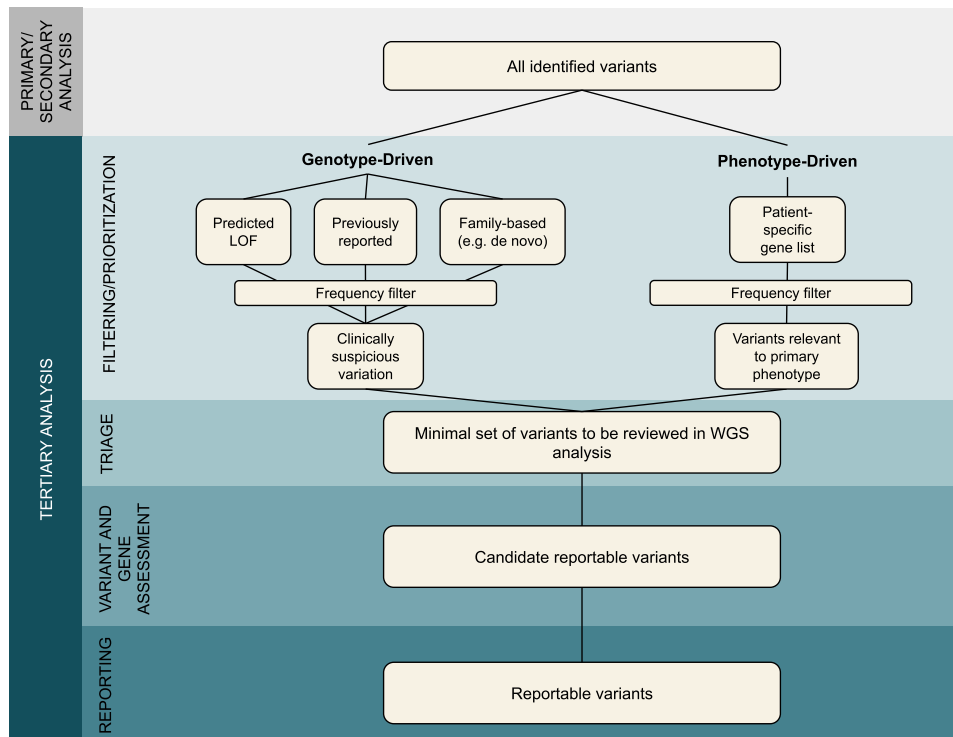 PRIMARY/
SECONDARY
ANALYSIS
All identified variants
TERTIARY ANALYSIS
FILTERING/PRIORITIZATION
Genotype-Driven
Phenotype-Driven
Predicted
LOF
Previously
reported
Family-based
(e.g. de novo)
Patient-
specific
gene list
Frequency filter
Frequency filter
Clinically
suspicious
variation
Variants relevant
to primary
phenotype
TRIAGE
Minimal set of variants to be reviewed in WGS
analysis
VARIANT AND
GENE
ASSESSMENT
Candidate reportable variants
REPORTING
Reportable variants